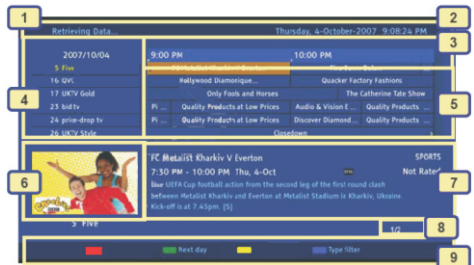 1
2
Retrieving Data...
Thursday, 4-October-2007 9:08:24 PM
3
2007/10/04
9:00 PM
10:00 PM
5 Five
4
16 QVC
Hollywood Diamonique...
Quacker Factory Fashions
17 UKTV Gold
Only Fools and Horses
The Catherine Tate Show
5
23 bid tv
Pi ...
Quality Products at Low Prices
Audio & Vision E...
Quality Products ...
24 price-drop tv
Pi ...
Quality Products at Low Prices
Discover Diamond...
Quality Products ...
26 UKTV Style
Closedown
6
FC Metalist Kharkiv V Everton
SPORTS
7:30 PM - 10:00 PM Thu, 4-Oct
Not Rated
7
live UEFA Cup football action from the second leg of the first round clash
between Metalist Kharkiv and Everton at Metalist Stadium in Kharkiv, Ukraine.
Kick-off is at 7.45pm. [S]
5 FIVE
1/2
8
Next day
Type filter
9